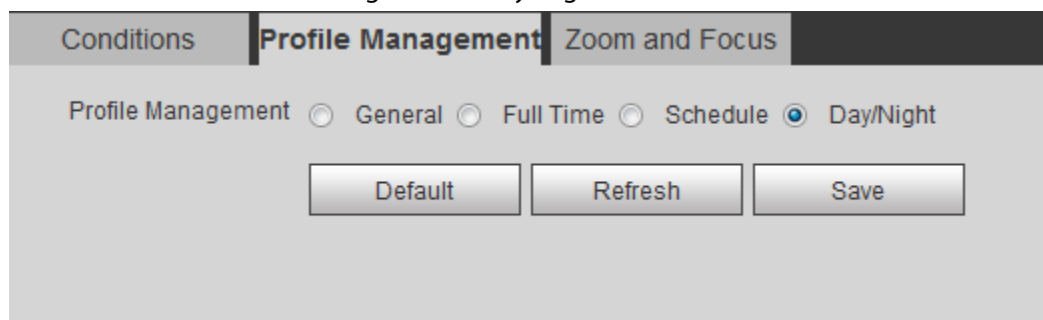 Conditions Profile Management Zoom and Focus
Profile Management General Full Time Schedule Day/Night
Default Refresh Save